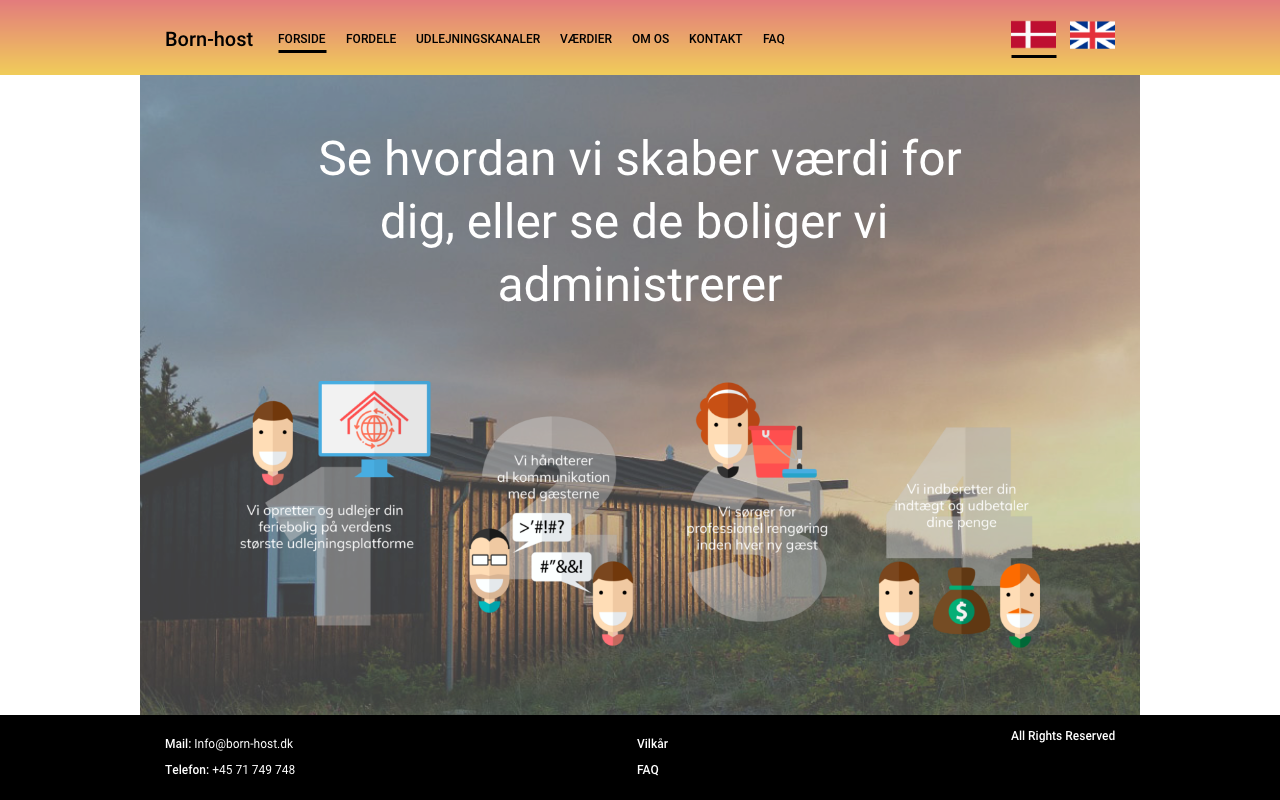 Born-host
FORSIDE
FORDELE
UDLEJNINGSKANALER
VÆRDIER
OM OS
KONTAKT
FAQ
Se hvordan vi skaber værdi for
dig, eller se de boliger vi
administrerer
1
Vi opretter og udlejer din
feriebolig på verdens
største udlejningsplatforme
2
Vi håndterer
al kommunikation
med gæsterne
>'#!#?
#"&&!
3
Vi sørger for
professionel rengøring
inden hver ny gæst
4
Vi indberetter din
indtægt og udbetaler
dine penge
$
Mail: Info@born-host.dk
Telefon: +45 71 749 748
Vilkår
FAQ
All Rights Reserved